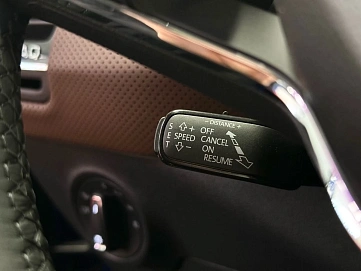 − DISTANCE +
S ⇧+ OFF
E SPEED CANCEL
T ⇩− ON
RESUME